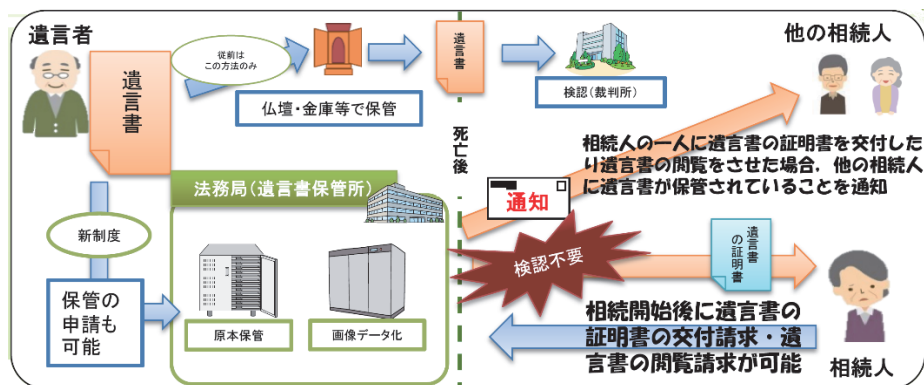 遺言者
遺言書
従前は
この方法のみ
仏壇・金庫等で保管
遺言書
検認（裁判所）
他の相続人
死亡後
相続人の一人に遺言書の証明書を交付した
り遺言書の閲覧をさせた場合，他の相続人
に遺言書が保管されていることを通知
法務局（遺言書保管所）
通知
新制度
検認不要
遺言書
の証明書
保管の
申請も
可能
原本保管
画像データ化
相続開始後に遺言書の
証明書の交付請求・遺
言書の閲覧請求が可能
相続人